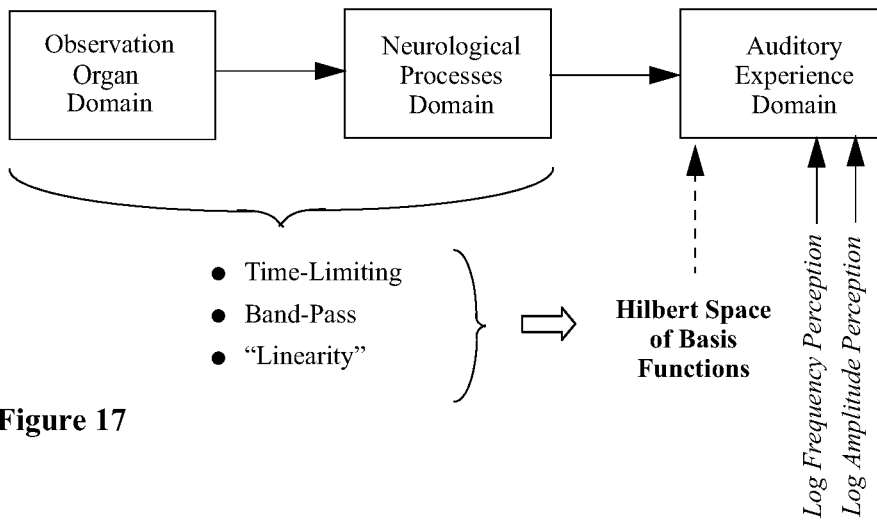 Observation
Organ
Domain
Neurological
Processes
Domain
Auditory
Experience
Domain
● Time-Limiting
● Band-Pass
● “Linearity”
Hilbert Space
of Basis
Functions
Log Frequency Perception
Log Amplitude Perception
Figure 17